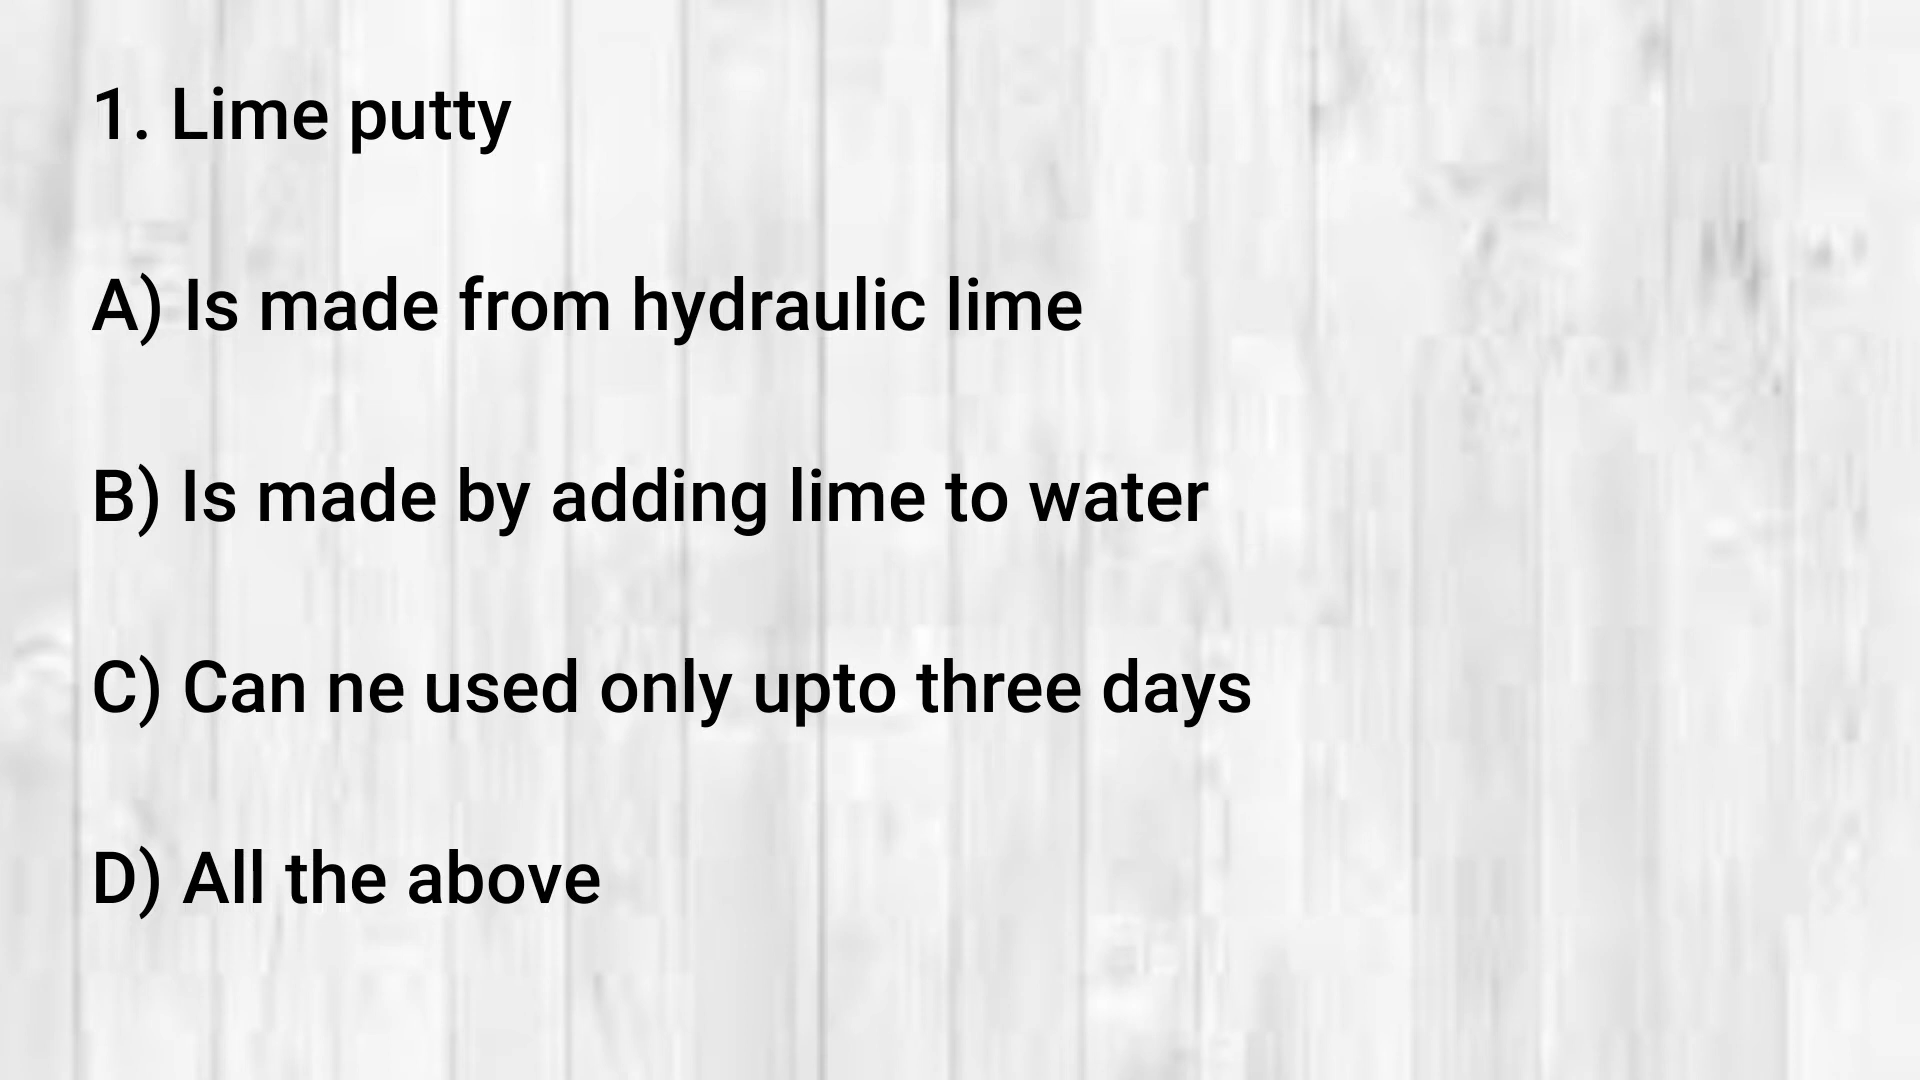 1. Lime putty
A) Is made from hydraulic lime
B) Is made by adding lime to water
C) Can ne used only upto three days
D) All the above